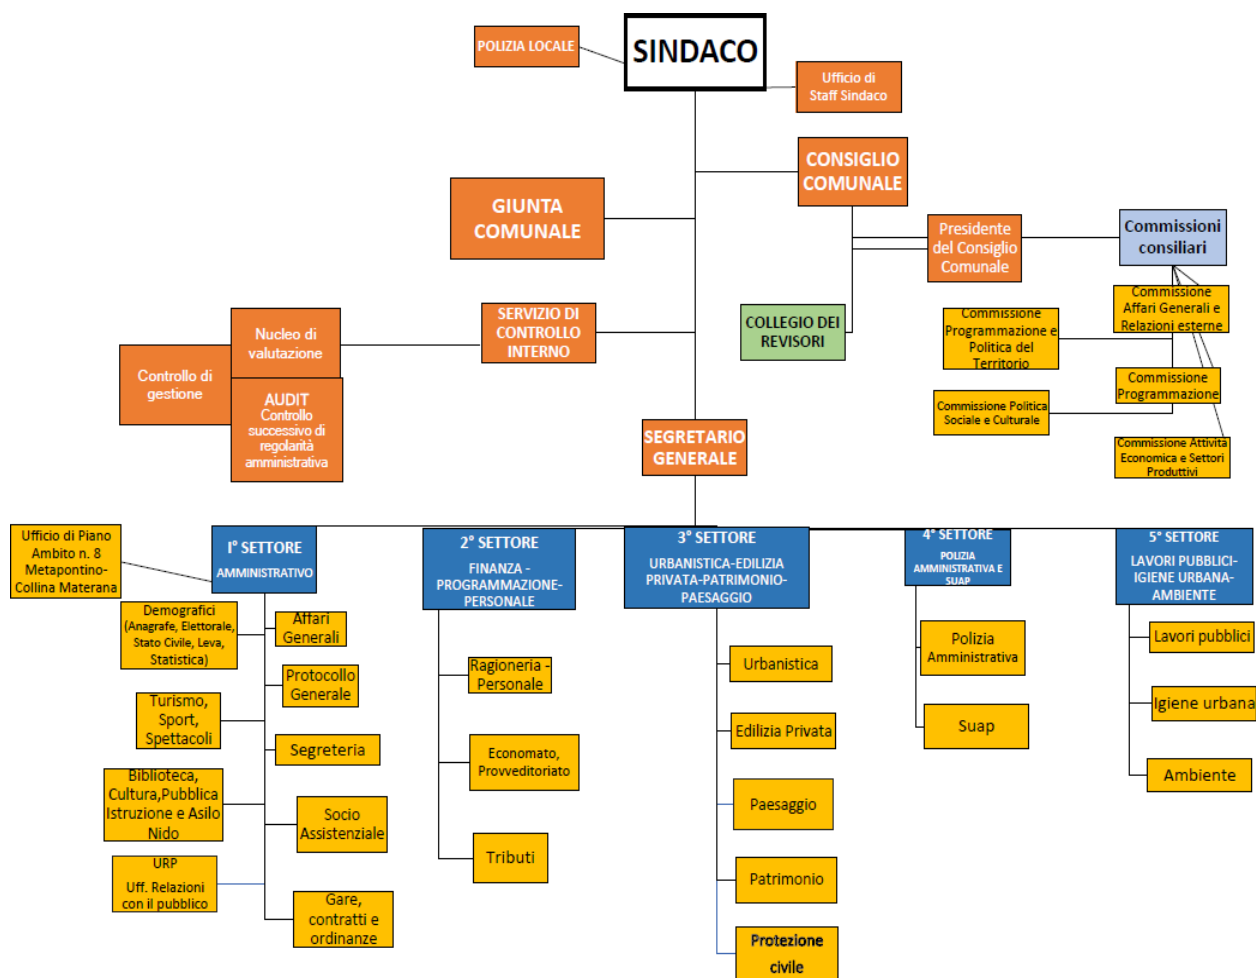 POLIZIA LOCALE
SINDACO
Ufficio di
Staff Sindaco
CONSIGLIO
COMUNALE
GIUNTA
COMUNALE
Presidente
del Consiglio
Comunale
Commissioni
consiliari
Commissione
Affari Generali e
Relazioni esterne
Commissione
Programmazione e
Politica del
Territorio
Commissione
Programmazione
Commissione Politica
Sociale e Culturale
Commissione Attività
Economica e Settori
Produttivi
COLLEGIO DEI
REVISORI
SERVIZIO DI
CONTROLLO
INTERNO
Nucleo di
valutazione
Controllo di
gestione
AUDIT
Controllo
successivo di
regolarità
amministrativa
SEGRETARIO
GENERALE
Ufficio di Piano
Ambito n. 8
Metapontino-
Collina Materana
I° SETTORE
AMMINISTRATIVO
Demografici
(Anagrafe, Elettorale,
Stato Civile, Leva,
Statistica)
Affari
Generali
Protocollo
Generale
Turismo,
Sport,
Spettacoli
Segreteria
Biblioteca,
Cultura,Pubblica
Istruzione e Asilo
Nido
Socio
Assistenziale
URP
Uff. Relazioni
con il pubblico
Gare,
contratti e
ordinanze
2° SETTORE
FINANZA -
PROGRAMMAZIONE-
PERSONALE
Ragioneria -
Personale
Economato,
Provveditoriato
Tributi
3° SETTORE
URBANISTICA-EDILIZIA
PRIVATA-PATRIMONIO-
PAESAGGIO
Urbanistica
Edilizia Privata
Paesaggio
Patrimonio
Protezione
civile
4° SETTORE
POLIZIA
AMMINISTRATIVA E
SUAP
Polizia
Amministrativa
Suap
5° SETTORE
LAVORI PUBBLICI-
IGIENE URBANA-
AMBIENTE
Lavori pubblici
Igiene urbana
Ambiente